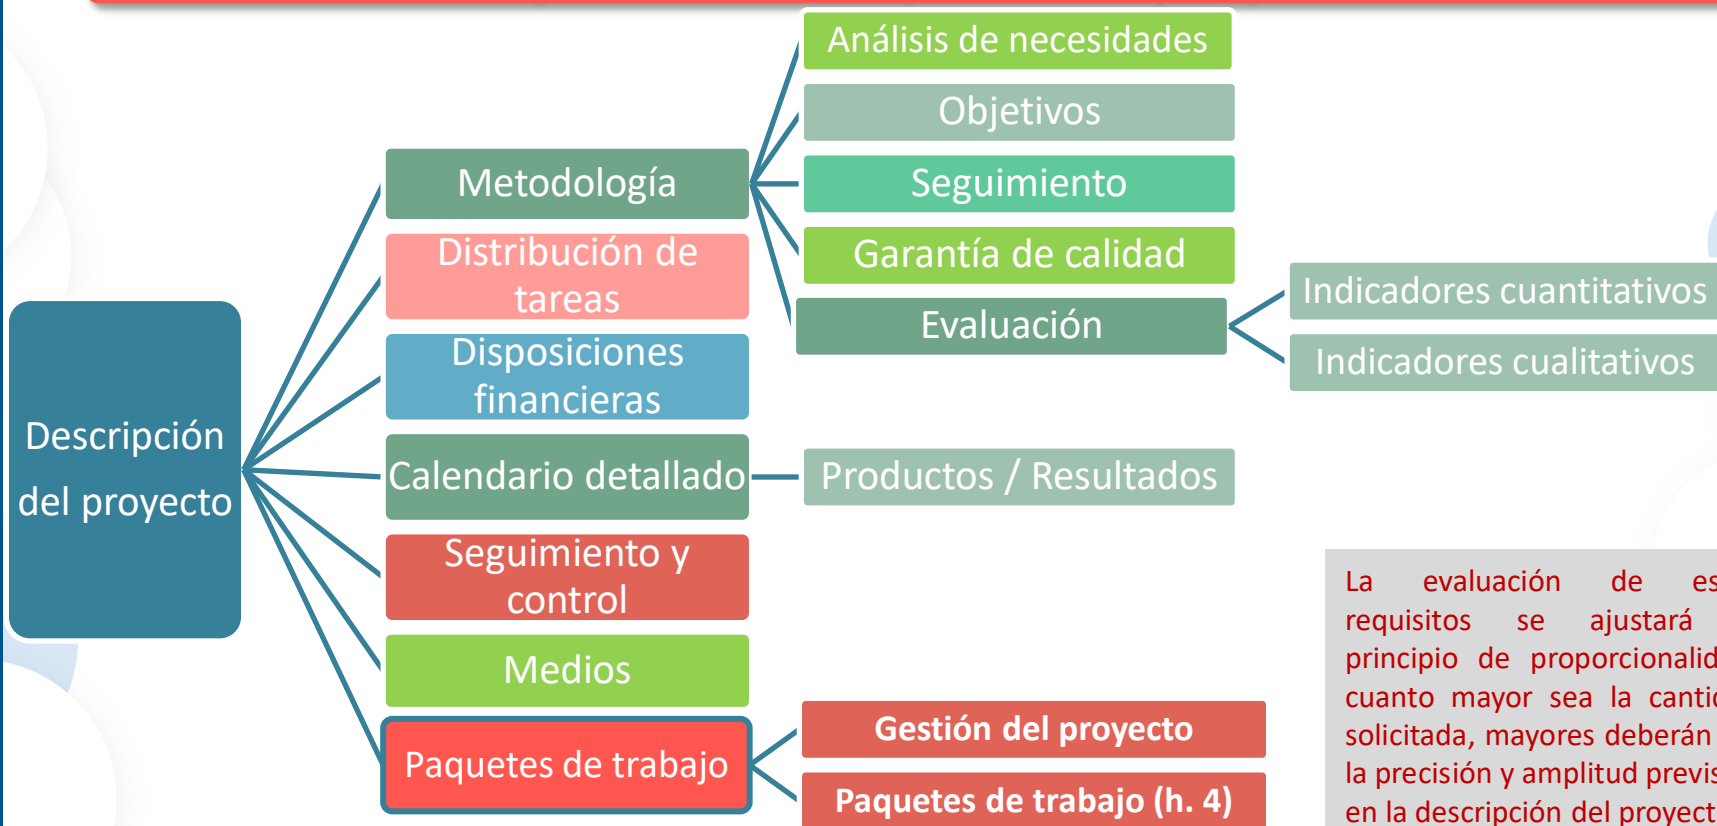 Descripción
del proyecto
Metodología
Distribución de
tareas
Disposiciones
financieras
Calendario detallado
Seguimiento y
control
Medios
Paquetes de trabajo
Análisis de necesidades
Objetivos
Seguimiento
Garantía de calidad
Evaluación
Indicadores cuantitativos
Indicadores cualitativos
Productos / Resultados
Gestión del proyecto
Paquetes de trabajo (h. 4)
La evaluación de
requisitos se ajustará
principio de
cuanto mayor sea la
solicitada, mayores deberán
la precisión y amplitud
en la descripción del